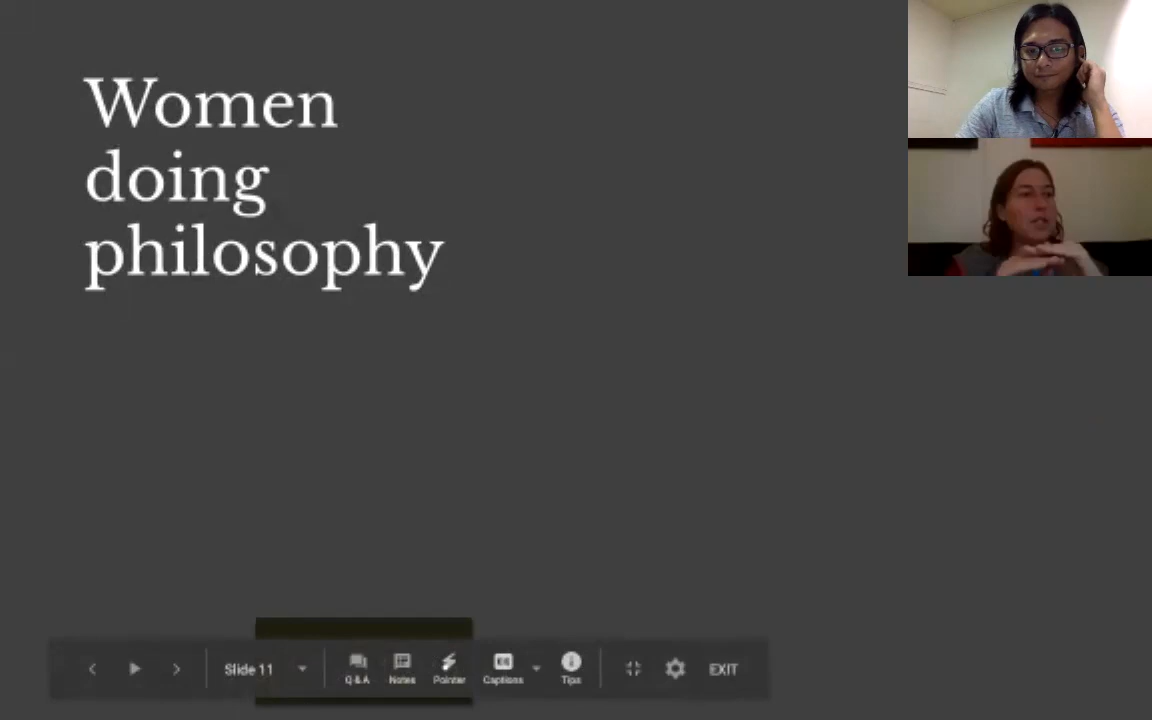 Women
doing
philosophy
Slide 11
Q&A Notes Pointer Captions Tips EXIT